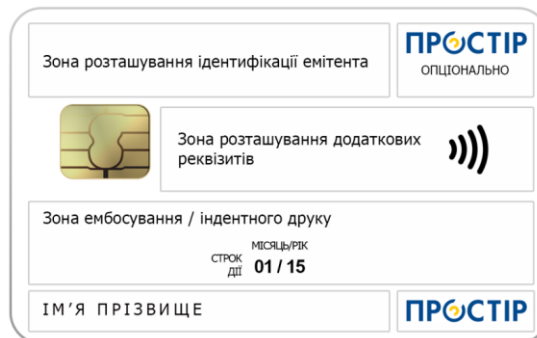 Зона розташування ідентифікації емітента
ПРОСТІР
ОПЦІОНАЛЬНО
Зона розташування додаткових
реквізитів
Зона ембосування / індентного друку
МІСЯЦЬ/РІК
СТРОК
ДІЇ
01 / 15
ІМ'Я ПРІЗВИЩЕ
ПРОСТІР